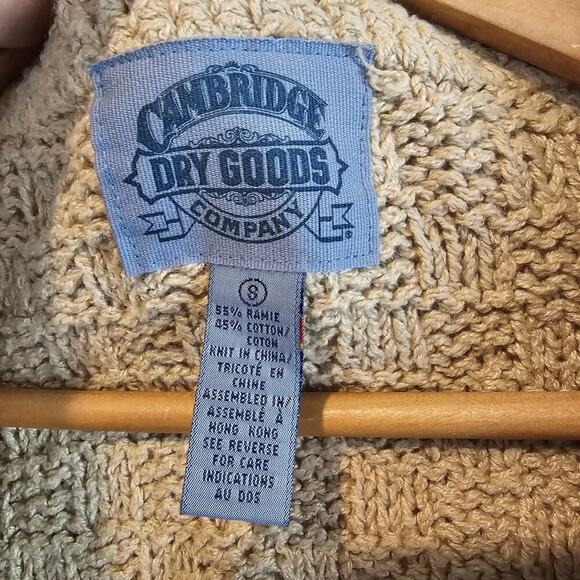 CAMBRIDGE
DRY GOODS
COMPANY
®
S
55% RAMIE
45% COTTON/
COTON
KNIT IN CHINA/
TRICOTÉ EN
CHINE
ASSEMBLED IN/
ASSEMBLÉ À
HONG KONG
SEE REVERSE
FOR CARE
INDICATIONS
AU DOS